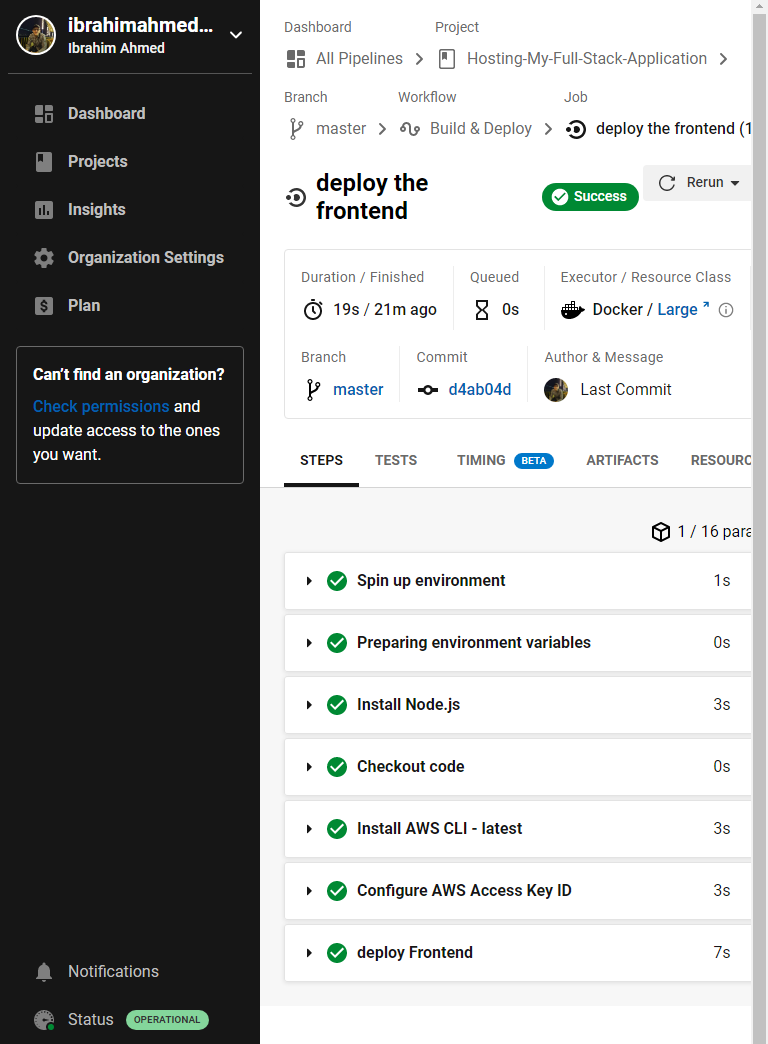 ibrahimahmed...
Ibrahim Ahmed
Dashboard
Projects
Insights
Organization Settings
Plan
Can't find an organization?
Check permissions and
update access to the ones
you want.
Notifications
Status OPERATIONAL
Dashboard Project
All Pipelines Hosting-My-Full-Stack-Application
Branch Workflow Job
master Build & Deploy deploy the frontend (1
deploy the
frontend
Success
Rerun
Duration / Finished Queued Executor / Resource Class
19s / 21m ago 0s Docker / Large
Branch Commit Author & Message
master d4ab04d Last Commit
STEPS TESTS TIMING BETA ARTIFACTS RESOURC
1 / 16 para
Spin up environment 1s
Preparing environment variables 0s
Install Node.js 3s
Checkout code 0s
Install AWS CLI - latest 3s
Configure AWS Access Key ID 3s
deploy Frontend 7s